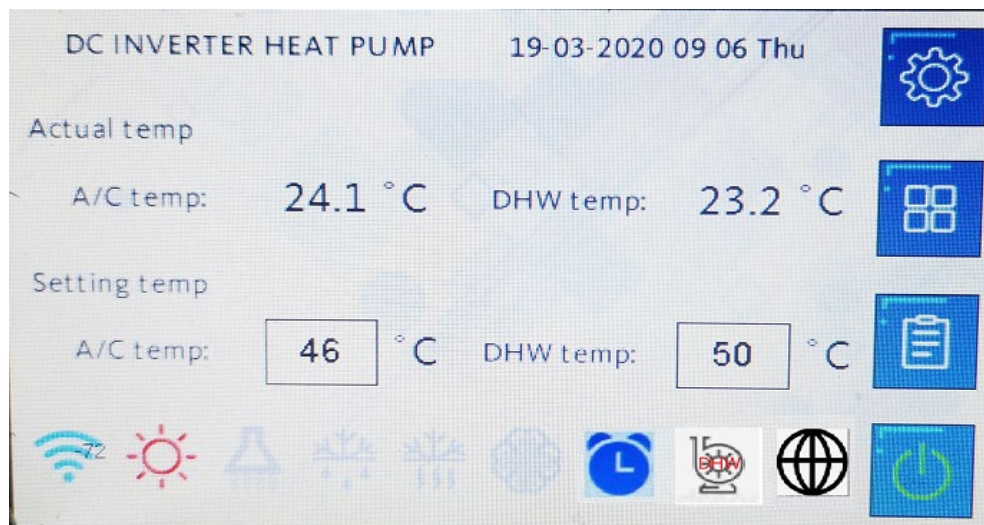 DC INVERTER HEAT PUMP 19-03-2020 09 06 Thu
Actual temp
A/C temp: 24.1 °C DHW temp: 23.2 °C
Setting temp
A/C temp: 46 °C DHW temp: 50 °C
-72 DHW